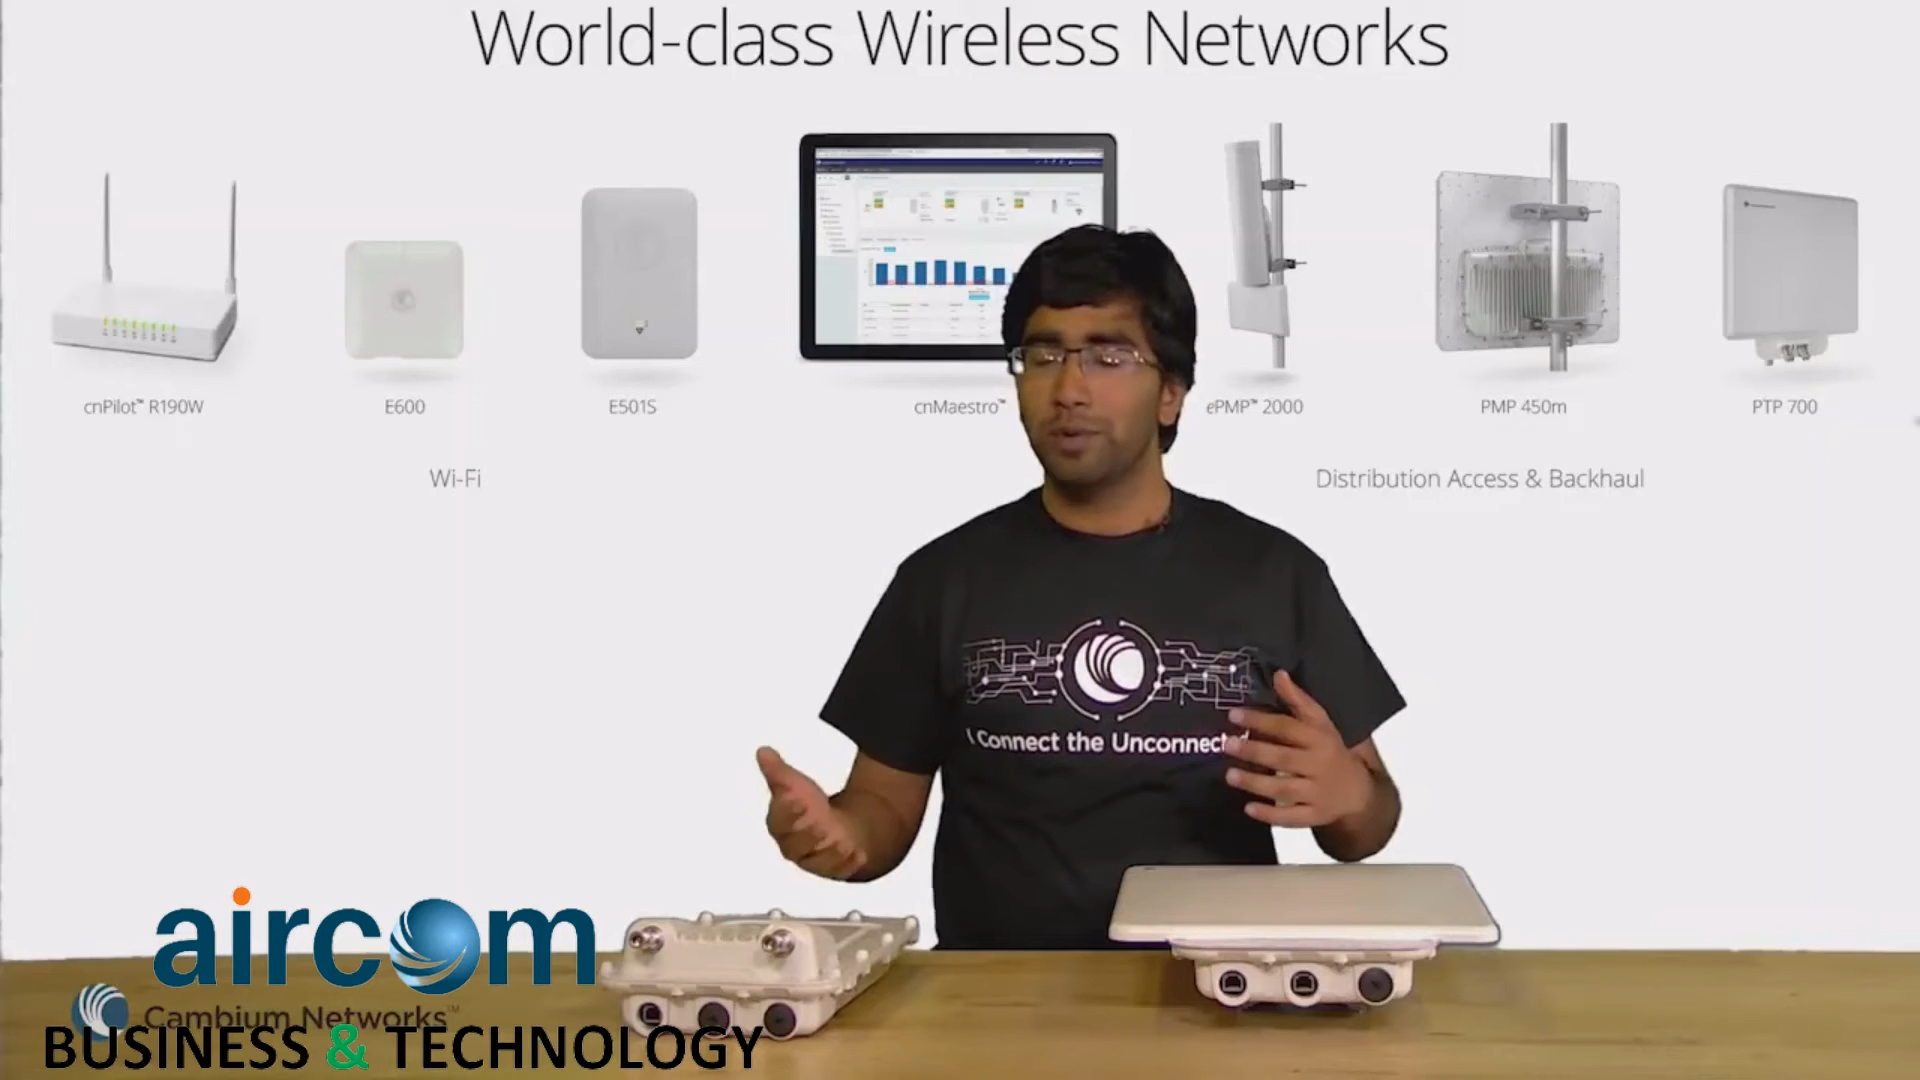 World-class Wireless Networks
cnPilot™ R190W
E600
E501S
cnMaestro™
ePMP™ 2000
PMP 450m
PTP 700
Wi-Fi
Distribution Access & Backhaul
I Connect the Unconnected
aircom
Cambium Networks™
BUSINESS & TECHNOLOGY